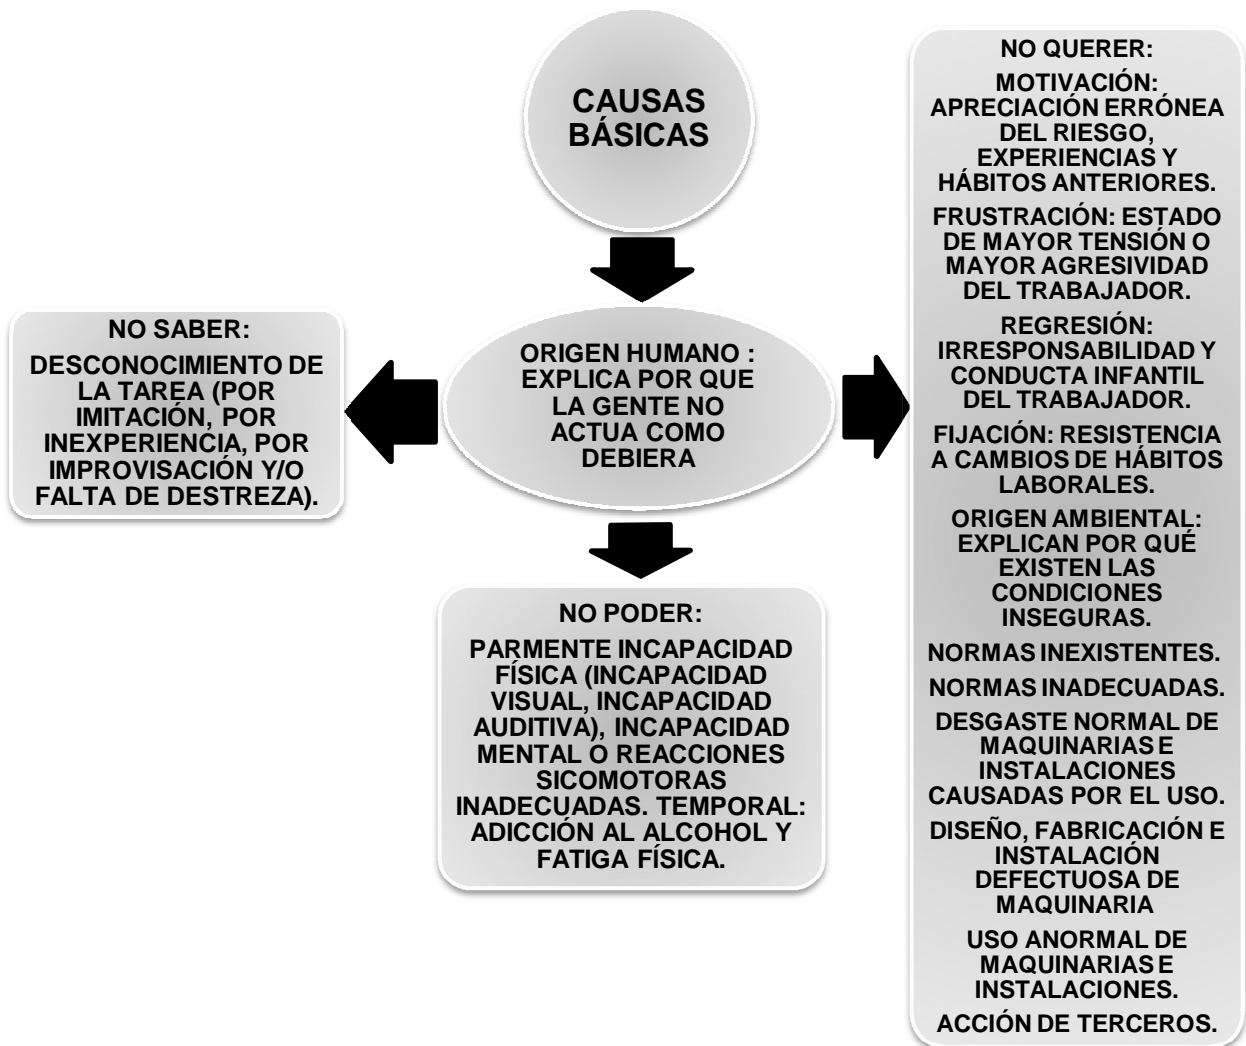 CAUSAS
BÁSICAS
ORIGEN HUMANO :
EXPLICA POR QUE
LA GENTE NO
ACTUA COMO
DEBIERA
NO SABER:
DESCONOCIMIENTO DE
LA TAREA (POR
IMITACIÓN, POR
INEXPERIENCIA, POR
IMPROVISACIÓN Y/O
FALTA DE DESTREZA).
NO PODER:
PARMENTE INCAPACIDAD
FÍSICA (INCAPACIDAD
VISUAL, INCAPACIDAD
AUDITIVA), INCAPACIDAD
MENTAL O REACCIONES
SICOMOTORAS
INADECUADAS. TEMPORAL:
ADICCIÓN AL ALCOHOL Y
FATIGA FÍSICA.
NO QUERER:
MOTIVACIÓN:
APRECIACIÓN ERRÓNEA
DEL RIESGO,
EXPERIENCIAS Y
HÁBITOS ANTERIORES.
FRUSTRACIÓN: ESTADO
DE MAYOR TENSIÓN O
MAYOR AGRESIVIDAD
DEL TRABAJADOR.
REGRESIÓN:
IRRESPONSABILIDAD Y
CONDUCTA INFANTIL
DEL TRABAJADOR.
FIJACIÓN: RESISTENCIA
A CAMBIOS DE HÁBITOS
LABORALES.
ORIGEN AMBIENTAL:
EXPLICAN POR QUÉ
EXISTEN LAS
CONDICIONES
INSEGURAS.
NORMAS INEXISTENTES.
NORMAS INADECUADAS.
DESGASTE NORMAL DE
MAQUINARIAS E
INSTALACIONES
CAUSADAS POR EL USO.
DISEÑO, FABRICACIÓN E
INSTALACIÓN
DEFECTUOSA DE
MAQUINARIA
USO ANORMAL DE
MAQUINARIAS E
INSTALACIONES.
ACCIÓN DE TERCEROS.